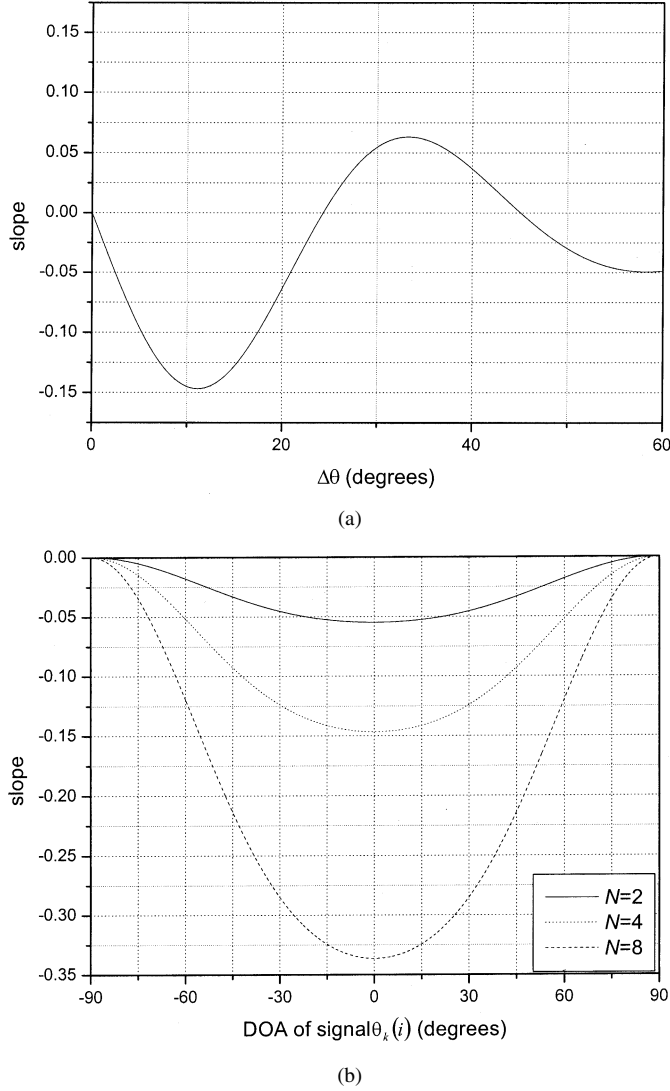 0.15
0.10
0.05
0.00
-0.05
-0.10
-0.15
slope
0 20 40 60
Δθ (degrees)
(a)
0.00
-0.05
-0.10
-0.15
-0.20
-0.25
-0.30
-0.35
slope
N=2
N=4
N=8
-90 -60 -30 0 30 60 90
DOA of signalθk(i) (degrees)
(b)